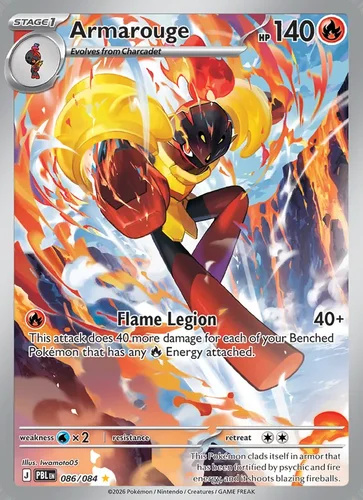 STAGE1 Armarouge HP 140
Evolves from Charcadet
Flame Legion 40+
This attack does 40 more damage for each of your Benched
Pokémon that has any Energy attached.
weakness ×2 resistance retreat
Illus. Iwamoto05
J PBL EN 086/084
This Pokémon clads itself in armor that
has been fortified by psychic and fire
energy, and it shoots blazing fireballs.
©2026 Pokémon / Nintendo / Creatures / GAME FREAK